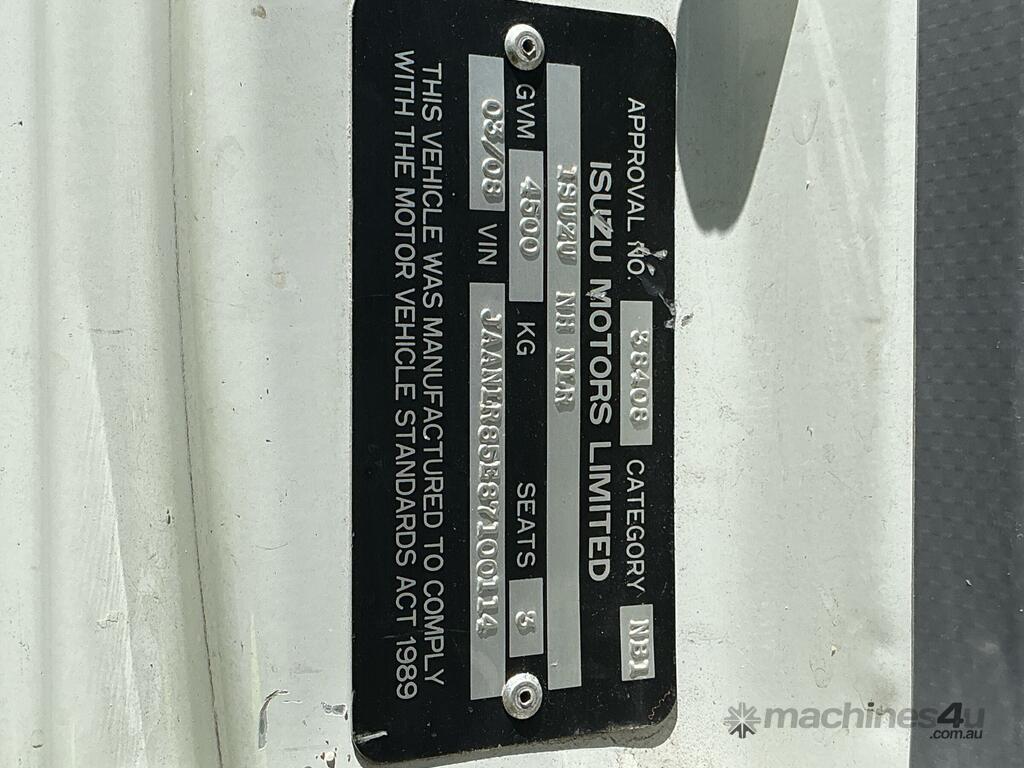 APPROVAL NO. 38408 CATEGORY NB1
ISUZU MOTORS LIMITED
ISUZU NH NLR
GVM 4500 KG SEATS 3
03/08 VIN JAANLR85E87100114
THIS VEHICLE WAS MANUFACTURED TO COMPLY
WITH THE MOTOR VEHICLE STANDARDS ACT 1989
machines4u
.com.au